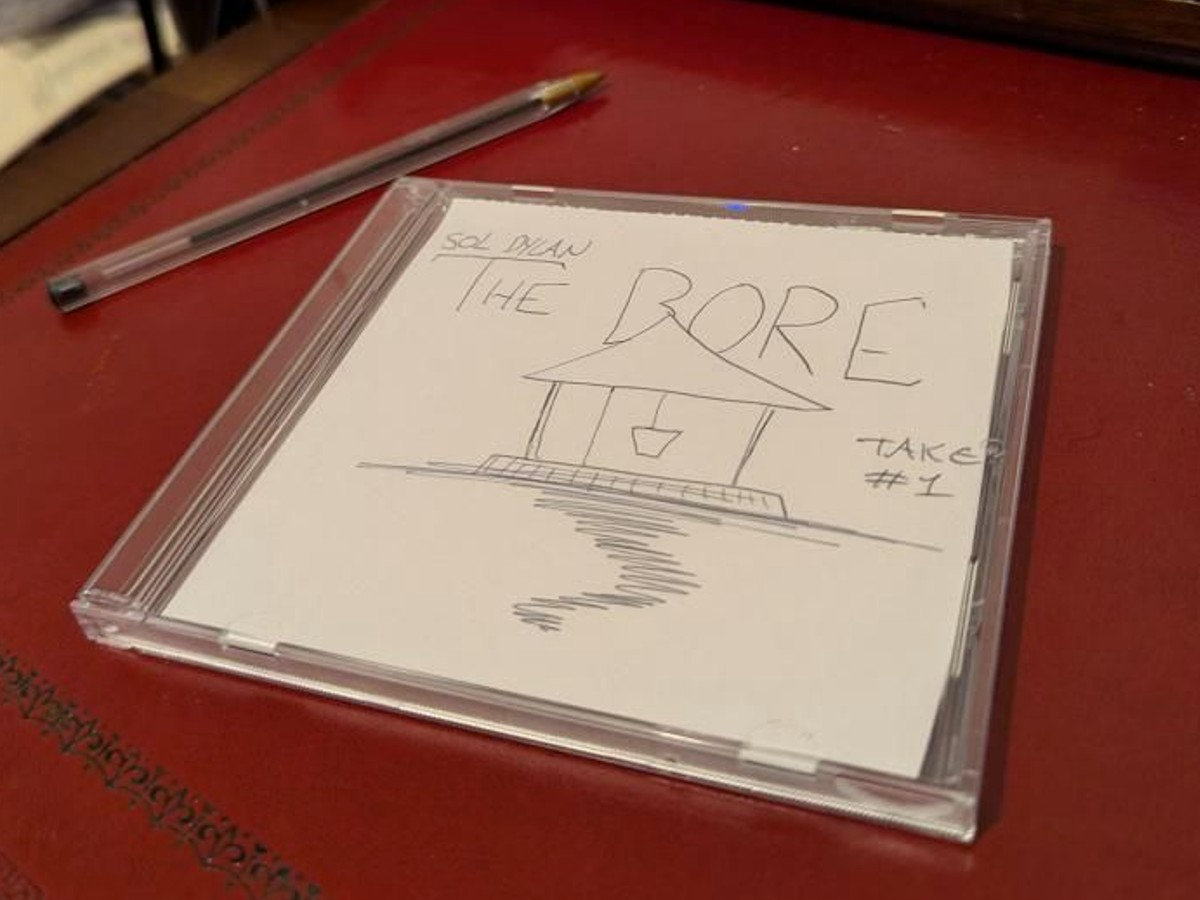 SOL DYLAN
THE BORE
TAKE
#1